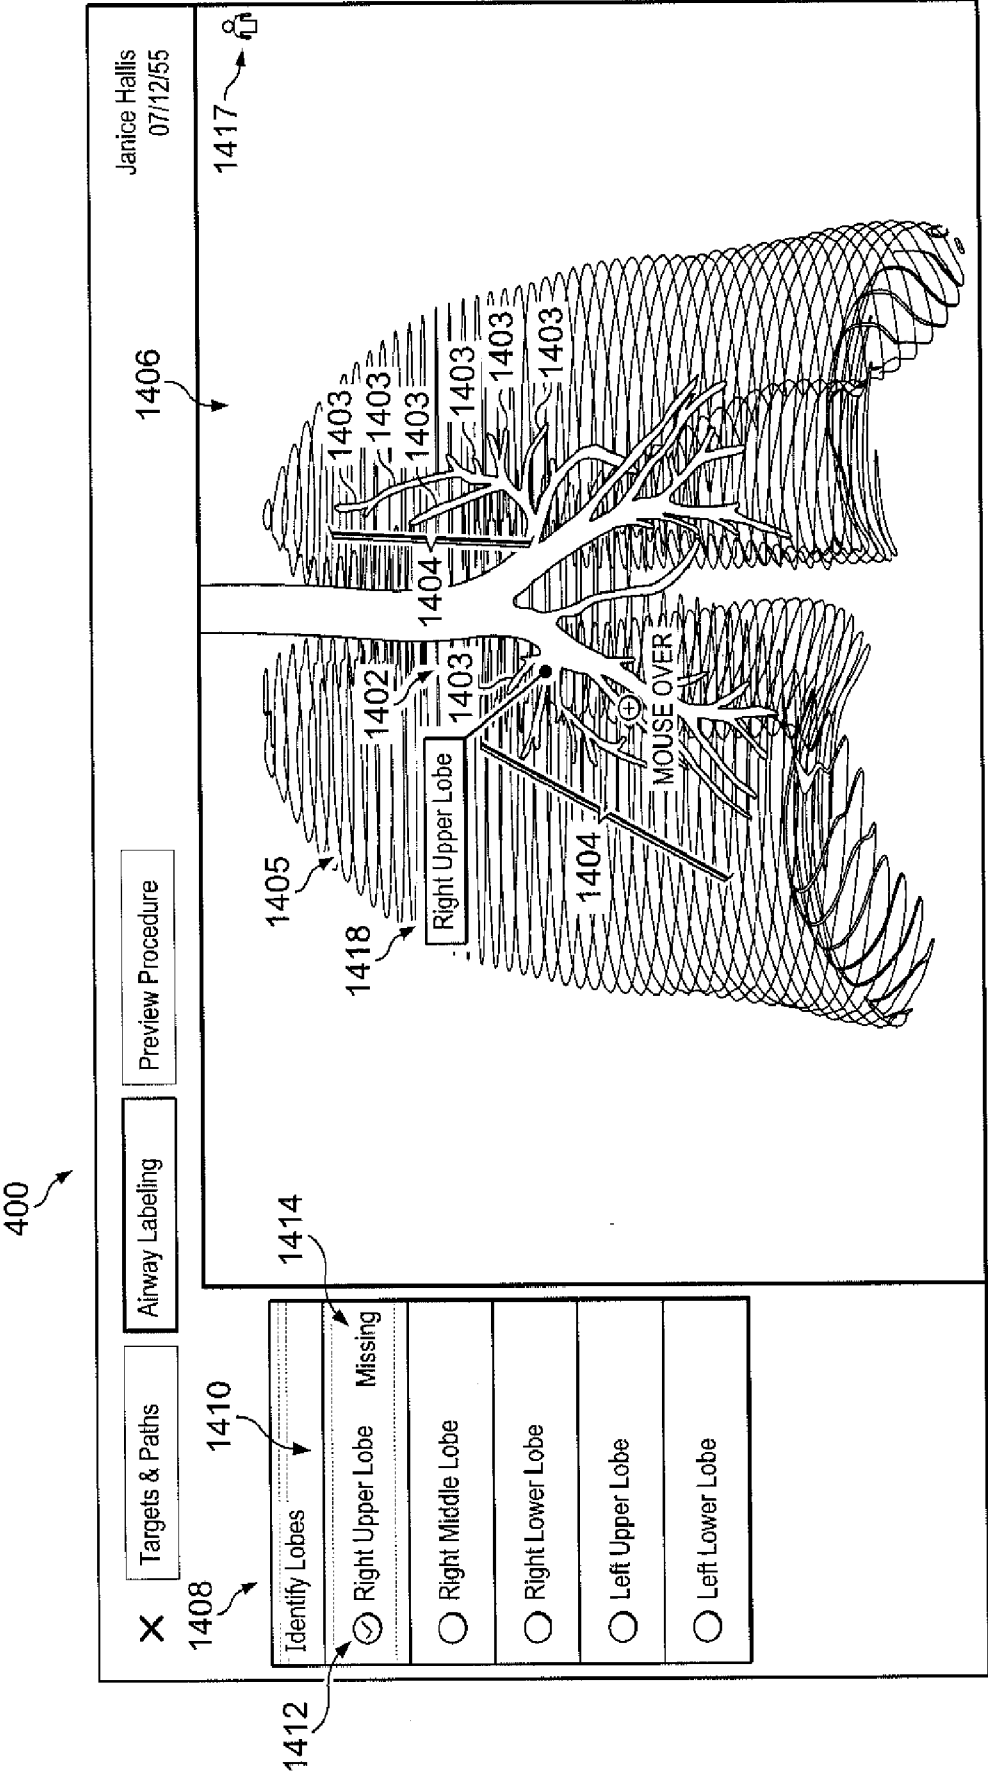 400
X
Targets & Paths
Airway Labeling
Preview Procedure
Janice Hallis
07/12/55
1406
1417
1408
1410
1414
1412
Identify Lobes
Right Upper Lobe
Missing
Right Middle Lobe
Right Lower Lobe
Left Upper Lobe
Left Lower Lobe
1405
1418
Right Upper Lobe
1402
1403
1404
1403
1403
1403
1403
1403
1403
1404
MOUSE OVER